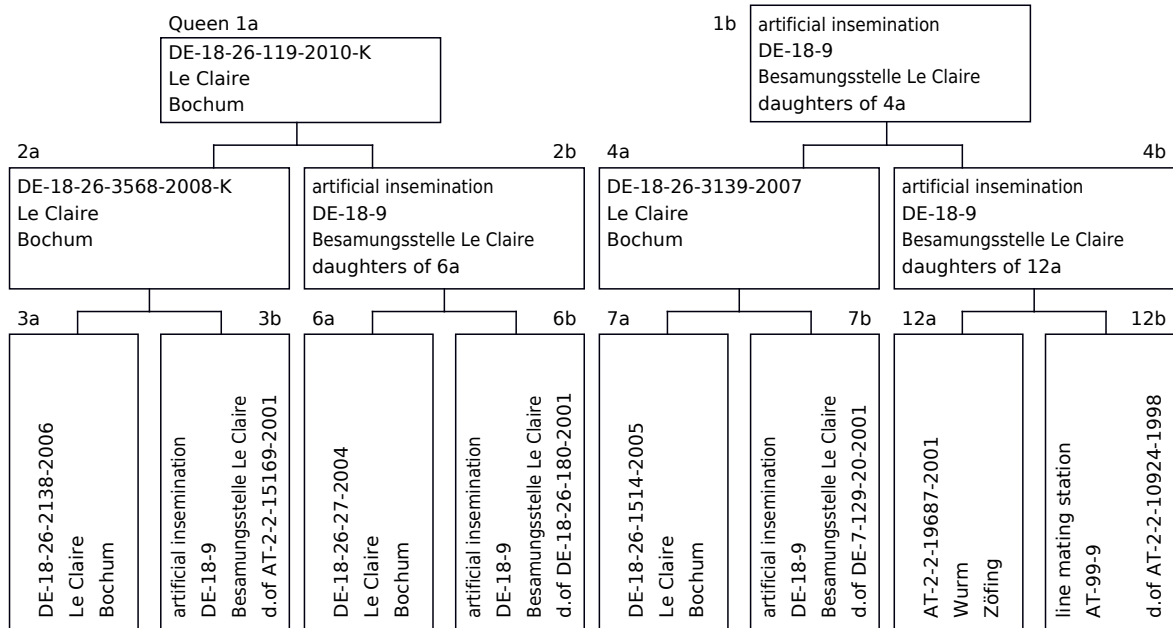 Queen 1a
DE-18-26-119-2010-K
Le Claire
Bochum
1b
artificial insemination
DE-18-9
Besamungsstelle Le Claire
daughters of 4a
2a
DE-18-26-3568-2008-K
Le Claire
Bochum
2b
artificial insemination
DE-18-9
Besamungsstelle Le Claire
daughters of 6a
4a
DE-18-26-3139-2007
Le Claire
Bochum
4b
artificial insemination
DE-18-9
Besamungsstelle Le Claire
daughters of 12a
3a
DE-18-26-2138-2006
Le Claire
Bochum
3b
artificial insemination
DE-18-9
Besamungsstelle Le Claire
d.of AT-2-2-15169-2001
6a
DE-18-26-27-2004
Le Claire
Bochum
6b
artificial insemination
DE-18-9
Besamungsstelle Le Claire
d.of DE-18-26-180-2001
7a
DE-18-26-1514-2005
Le Claire
Bochum
7b
artificial insemination
DE-18-9
Besamungsstelle Le Claire
d.of DE-7-129-20-2001
12a
AT-2-2-19687-2001
Wurm
Zöfing
12b
line mating station
AT-99-9
d.of AT-2-2-10924-1998